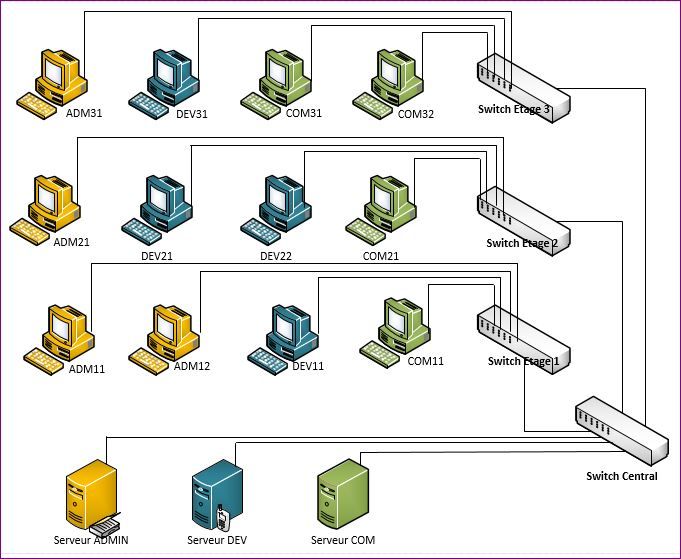 ADM31
DEV31
COM31
COM32
Switch Etage 3
ADM21
DEV21
DEV22
COM21
Switch Etage 2
ADM11
ADM12
DEV11
COM11
Switch Etage 1
Switch Central
Serveur ADMIN
Serveur DEV
Serveur COM